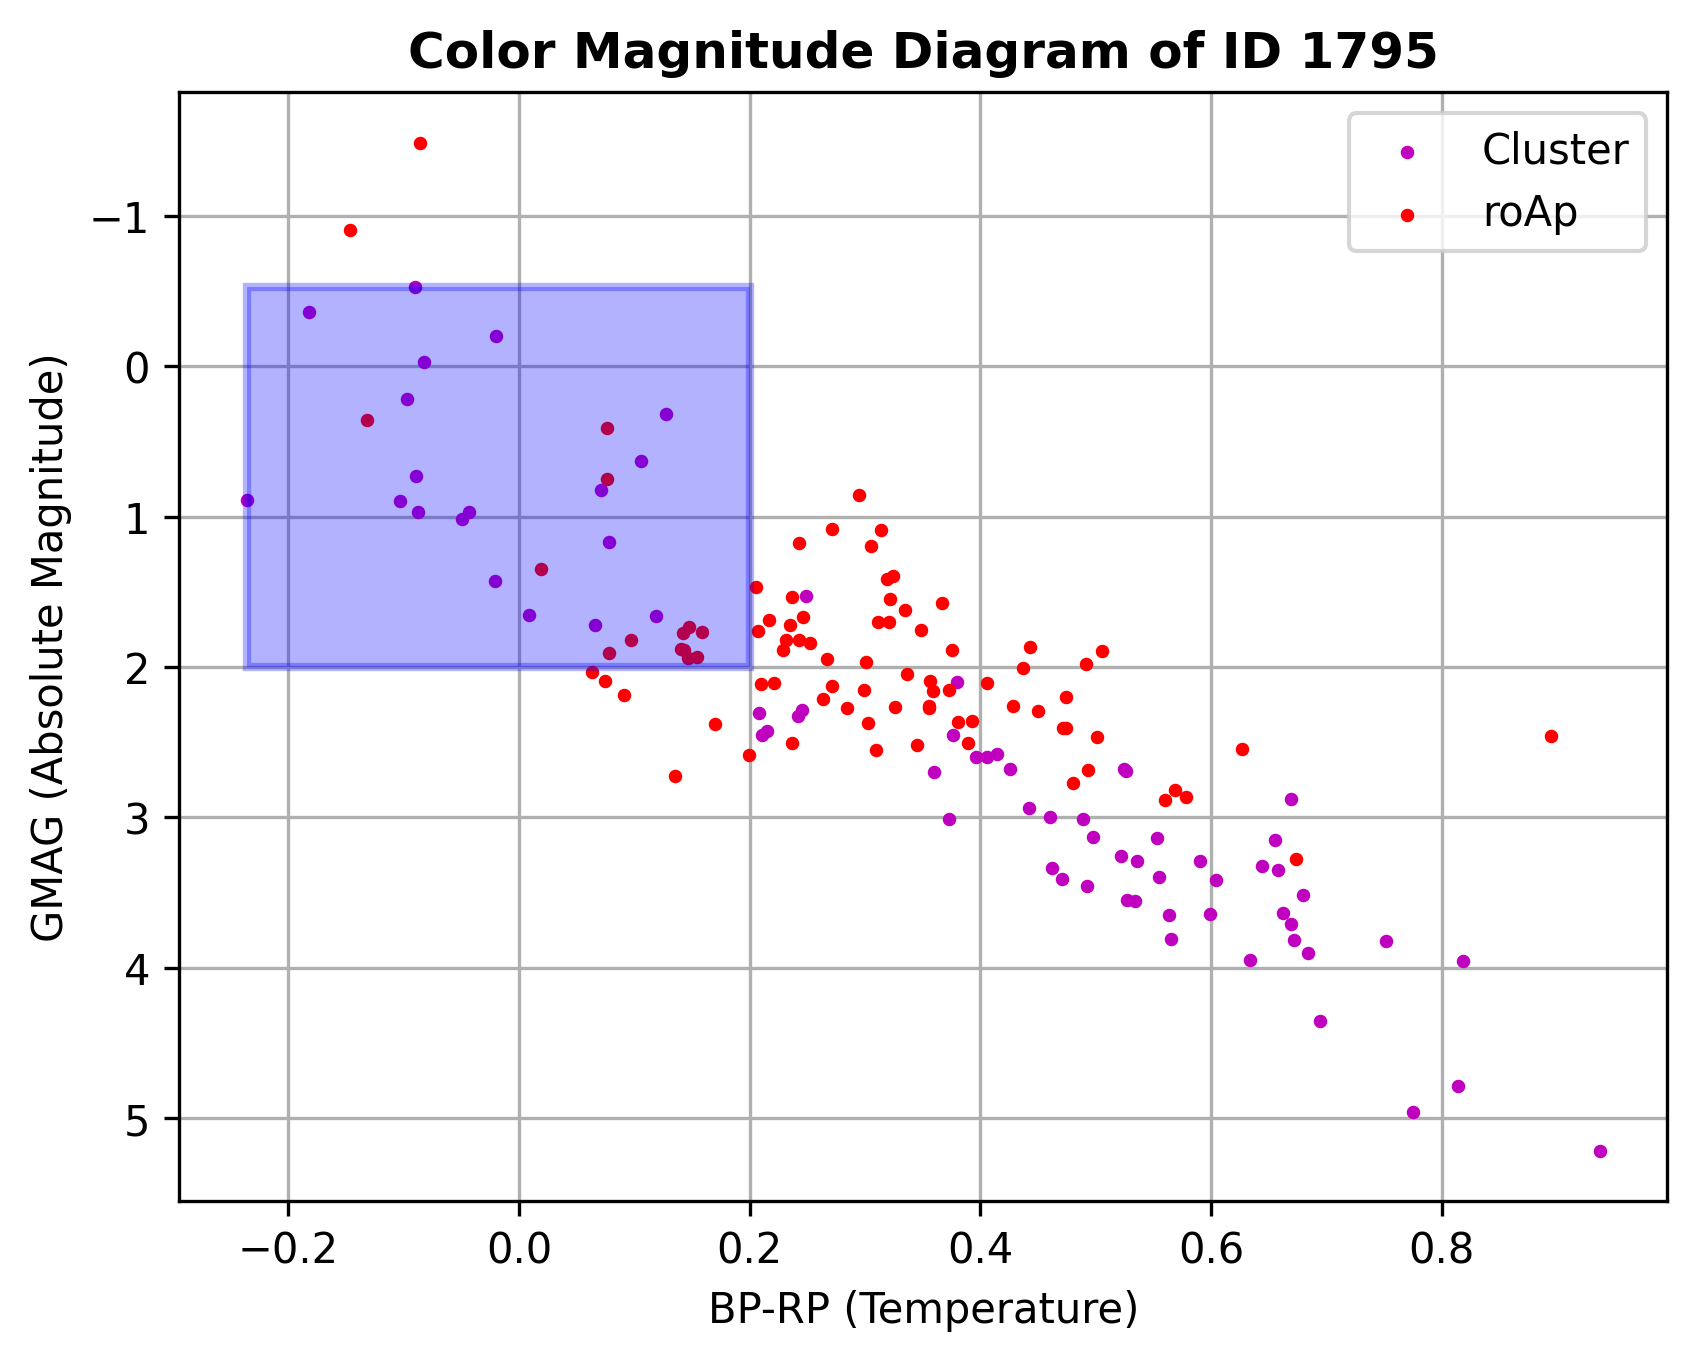 Color Magnitude Diagram of ID 1795
Cluster
roAp
−1
0
1
2
3
4
5
GMAG (Absolute Magnitude)
−0.2 0.0 0.2 0.4 0.6 0.8
BP-RP (Temperature)